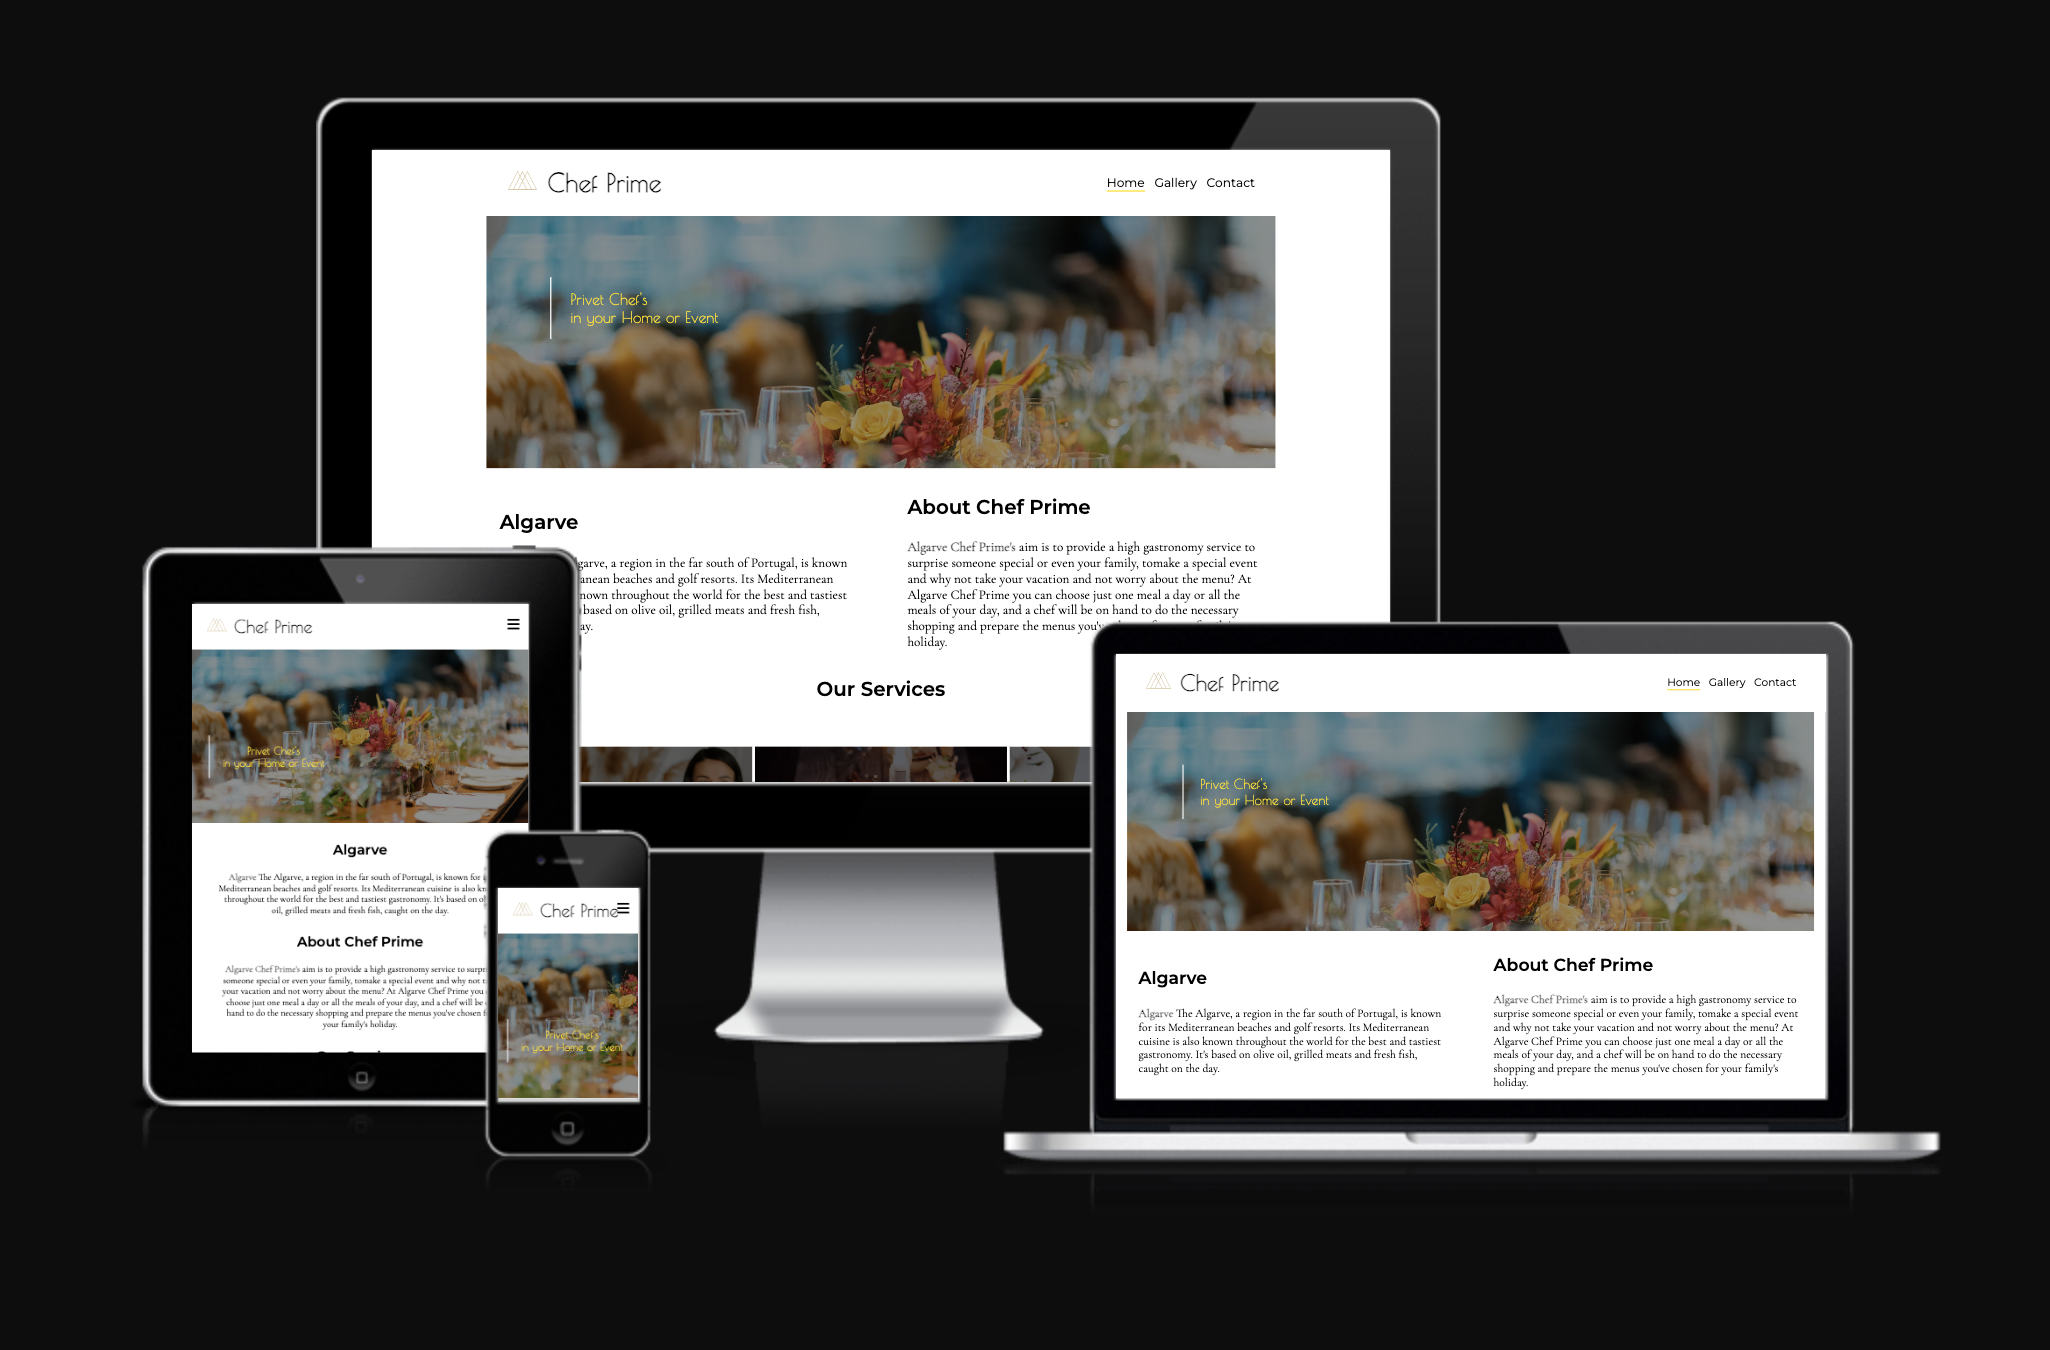 Chef Prime
Home Gallery Contact
Privet Chef's
in your Home or Event
Algarve
garve, a region in the far south of Portugal, is known
anean beaches and golf resorts. Its Mediterranean
nown throughout the world for the best and tastiest
based on olive oil, grilled meats and fresh fish,
ay.
About Chef Prime
Algarve Chef Prime's aim is to provide a high gastronomy service to
surprise someone special or even your family, tomake a special event
and why not take your vacation and not worry about the menu? At
Algarve Chef Prime you can choose just one meal a day or all the
meals of your day, and a chef will be on hand to do the necessary
shopping and prepare the menus you'v
holiday.
Our Services
Chef Prime
Privet Chef's
in your Home or Event
Algarve
Algarve The Algarve, a region in the far south of Portugal, is known for
Mediterranean beaches and golf resorts. Its Mediterranean cuisine is also kn
throughout the world for the best and tastiest gastronomy. It's based on ol
oil, grilled meats and fresh fish, caught on the day.
About Chef Prime
Algarve Chef Prime's aim is to provide a high gastronomy service to surpr
someone special or even your family, tomake a special event and why not t
your vacation and not worry about the menu? At Algarve Chef Prime you
choose just one meal a day or all the meals of your day, and a chef will be
hand to do the necessary shopping and prepare the menus you've chosen f
your family's holiday.
Chef Prime
Privet Chef's
in your Home or Event
Chef Prime
Home Gallery Contact
Privet Chef's
in your Home or Event
Algarve
Algarve The Algarve, a region in the far south of Portugal, is known
for its Mediterranean beaches and golf resorts. Its Mediterranean
cuisine is also known throughout the world for the best and tastiest
gastronomy. It's based on olive oil, grilled meats and fresh fish,
caught on the day.
About Chef Prime
Algarve Chef Prime's aim is to provide a high gastronomy service to
surprise someone special or even your family, tomake a special event
and why not take your vacation and not worry about the menu? At
Algarve Chef Prime you can choose just one meal a day or all the
meals of your day, and a chef will be on hand to do the necessary
shopping and prepare the menus you've chosen for your family's
holiday.